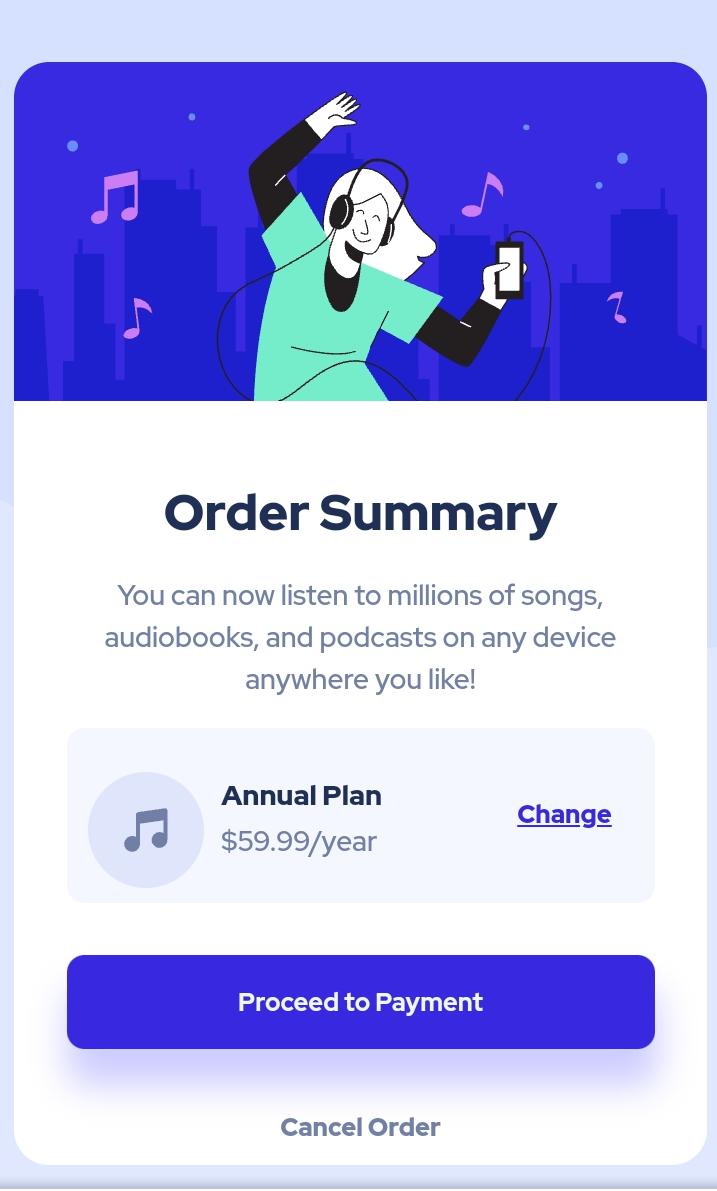 Order Summary
You can now listen to millions of songs,
audiobooks, and podcasts on any device
anywhere you like!
Annual Plan
$59.99/year
Change
Proceed to Payment
Cancel Order